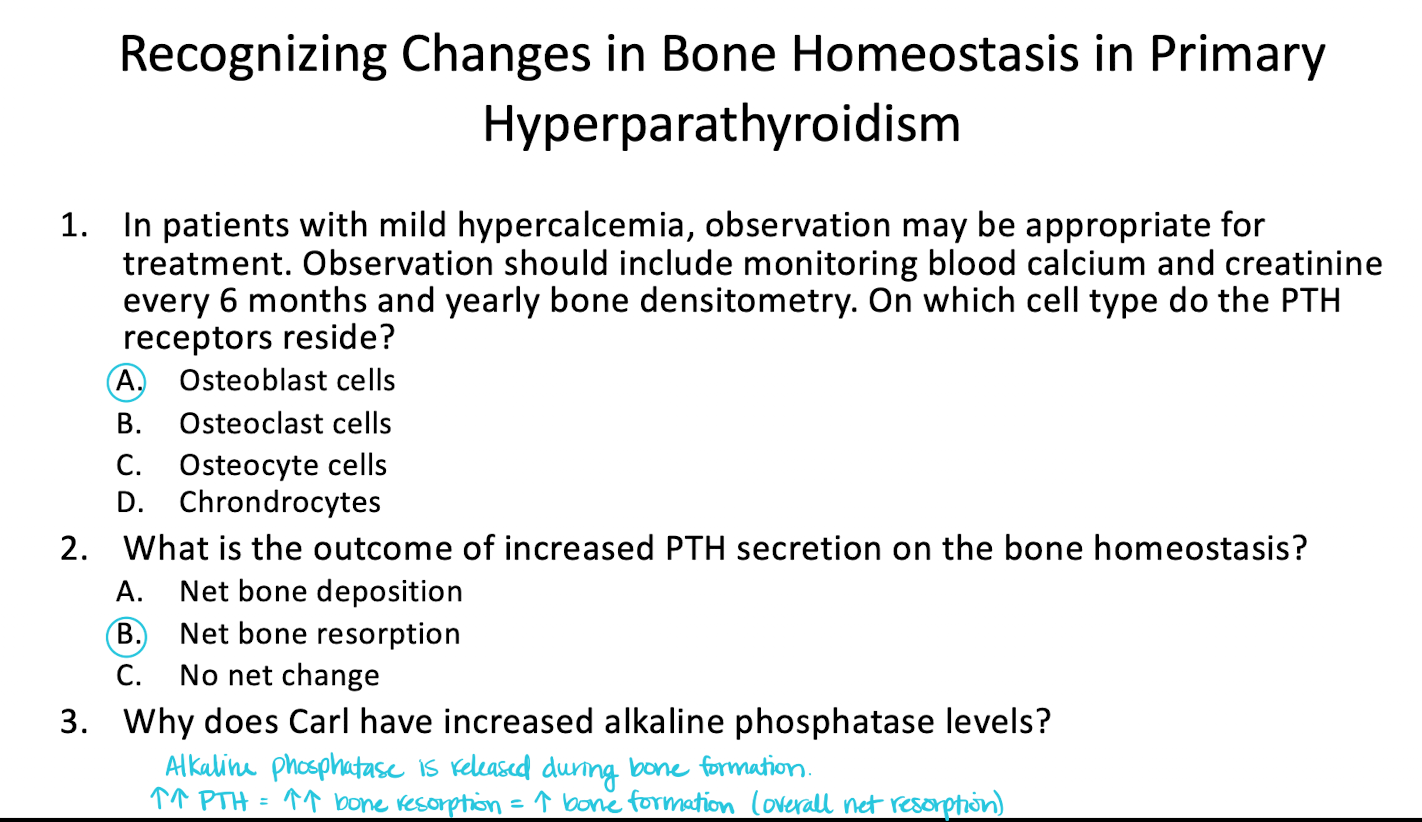 Recognizing Changes in Bone Homeostasis in Primary
Hyperparathyroidism
1. In patients with mild hypercalcemia, observation may be appropriate for
treatment. Observation should include monitoring blood calcium and creatinine
every 6 months and yearly bone densitometry. On which cell type do the PTH
receptors reside?
A. Osteoblast cells
B. Osteoclast cells
C. Osteocyte cells
D. Chrondrocytes
2. What is the outcome of increased PTH secretion on the bone homeostasis?
A. Net bone deposition
B. Net bone resorption
C. No net change
3. Why does Carl have increased alkaline phosphatase levels?
Alkaline phosphatase is released during bone formation.
↑↑ PTH = ↑↑ bone resorption = ↑ bone formation (overall net resorption)